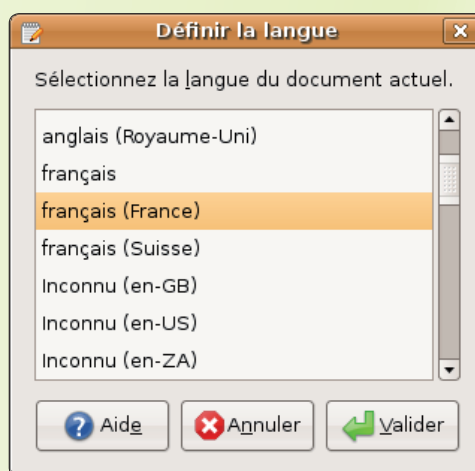 Définir la langue
Sélectionnez la langue du document actuel.
anglais (Royaume-Uni)
français
français (France)
français (Suisse)
Inconnu (en-GB)
Inconnu (en-US)
Inconnu (en-ZA)
Aide
Annuler
Valider